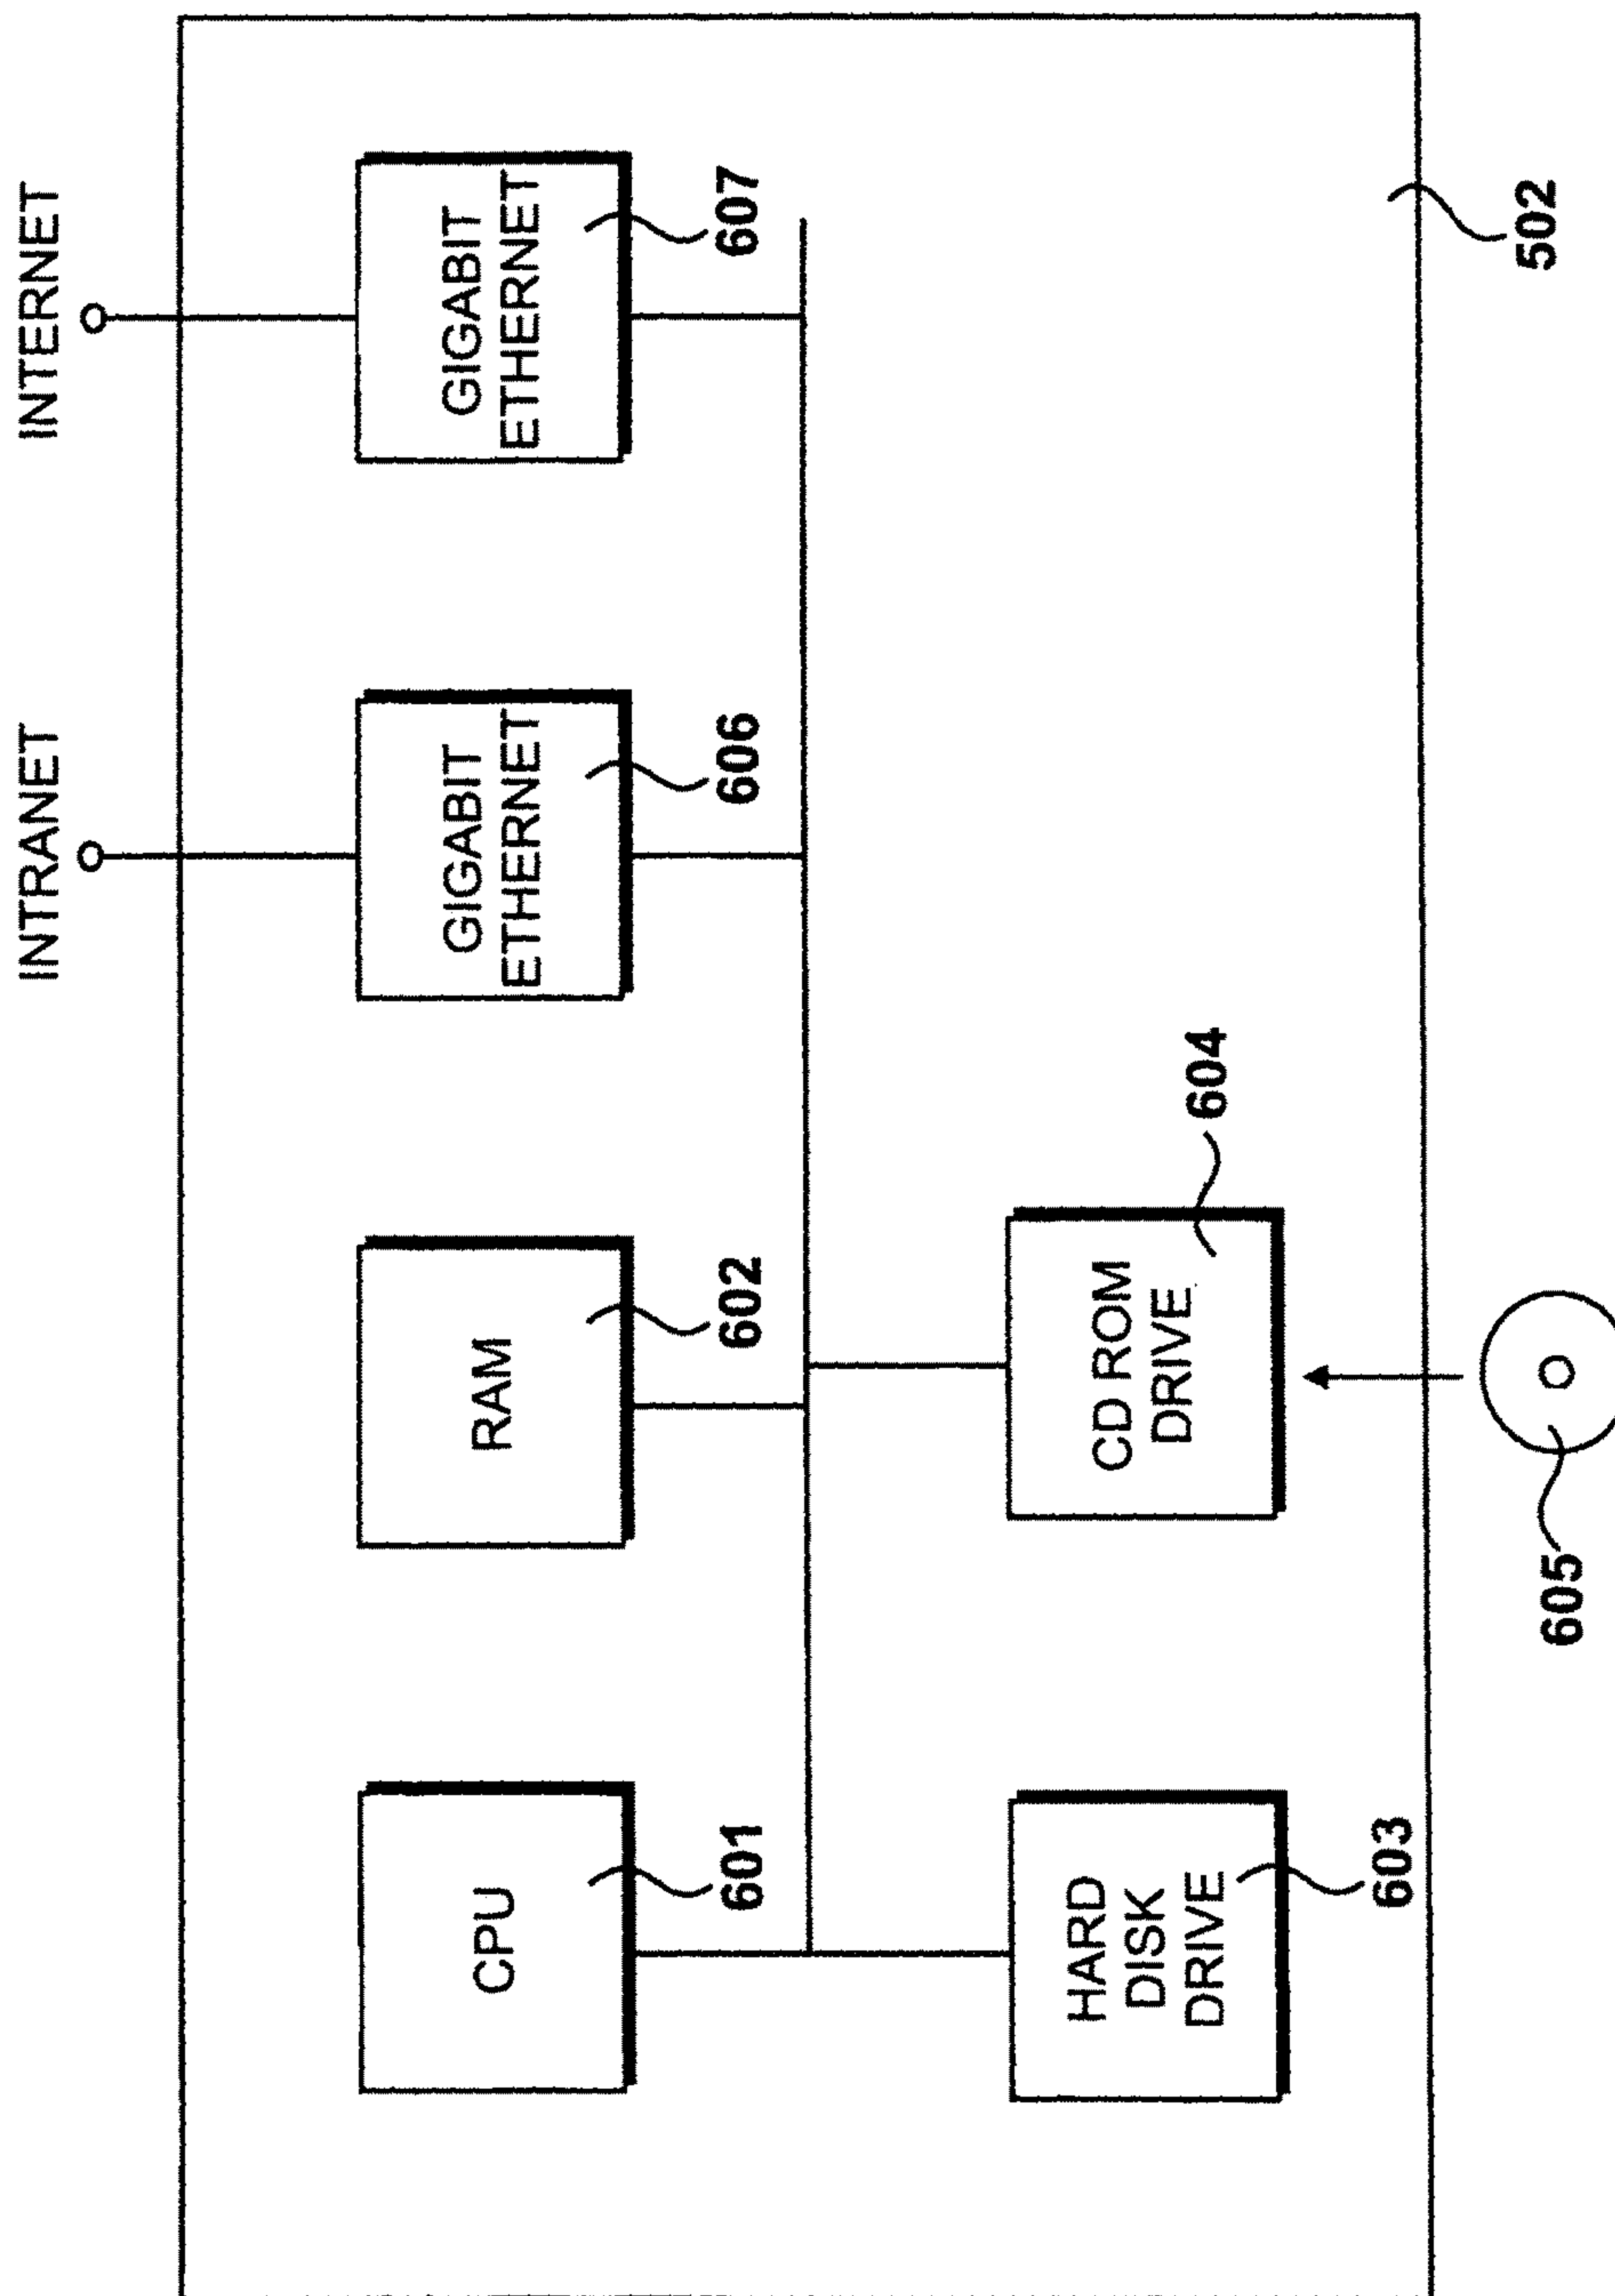 INTRANET
INTERNET
CPU
601
RAM
602
GIGABIT
ETHERNET
606
GIGABIT
ETHERNET
607
HARD
DISK
DRIVE
603
CD ROM
DRIVE
604
605
502